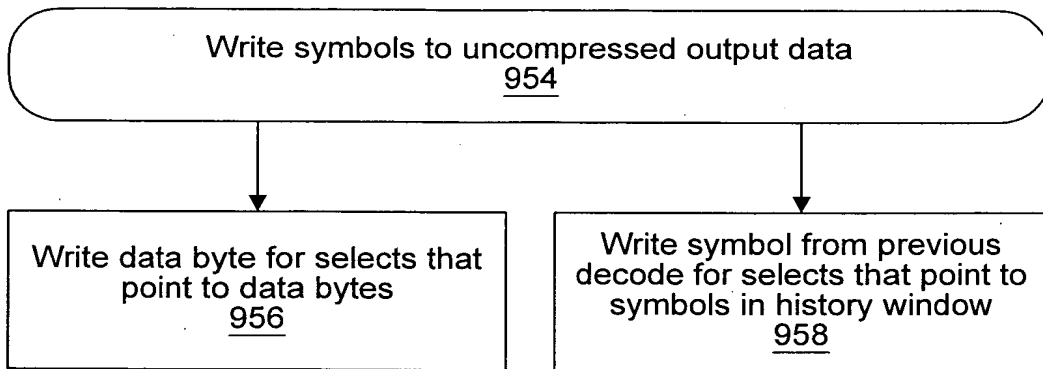 Write symbols to uncompressed output data
954
Write data byte for selects that
point to data bytes
956
Write symbol from previous
decode for selects that point to
symbols in history window
958